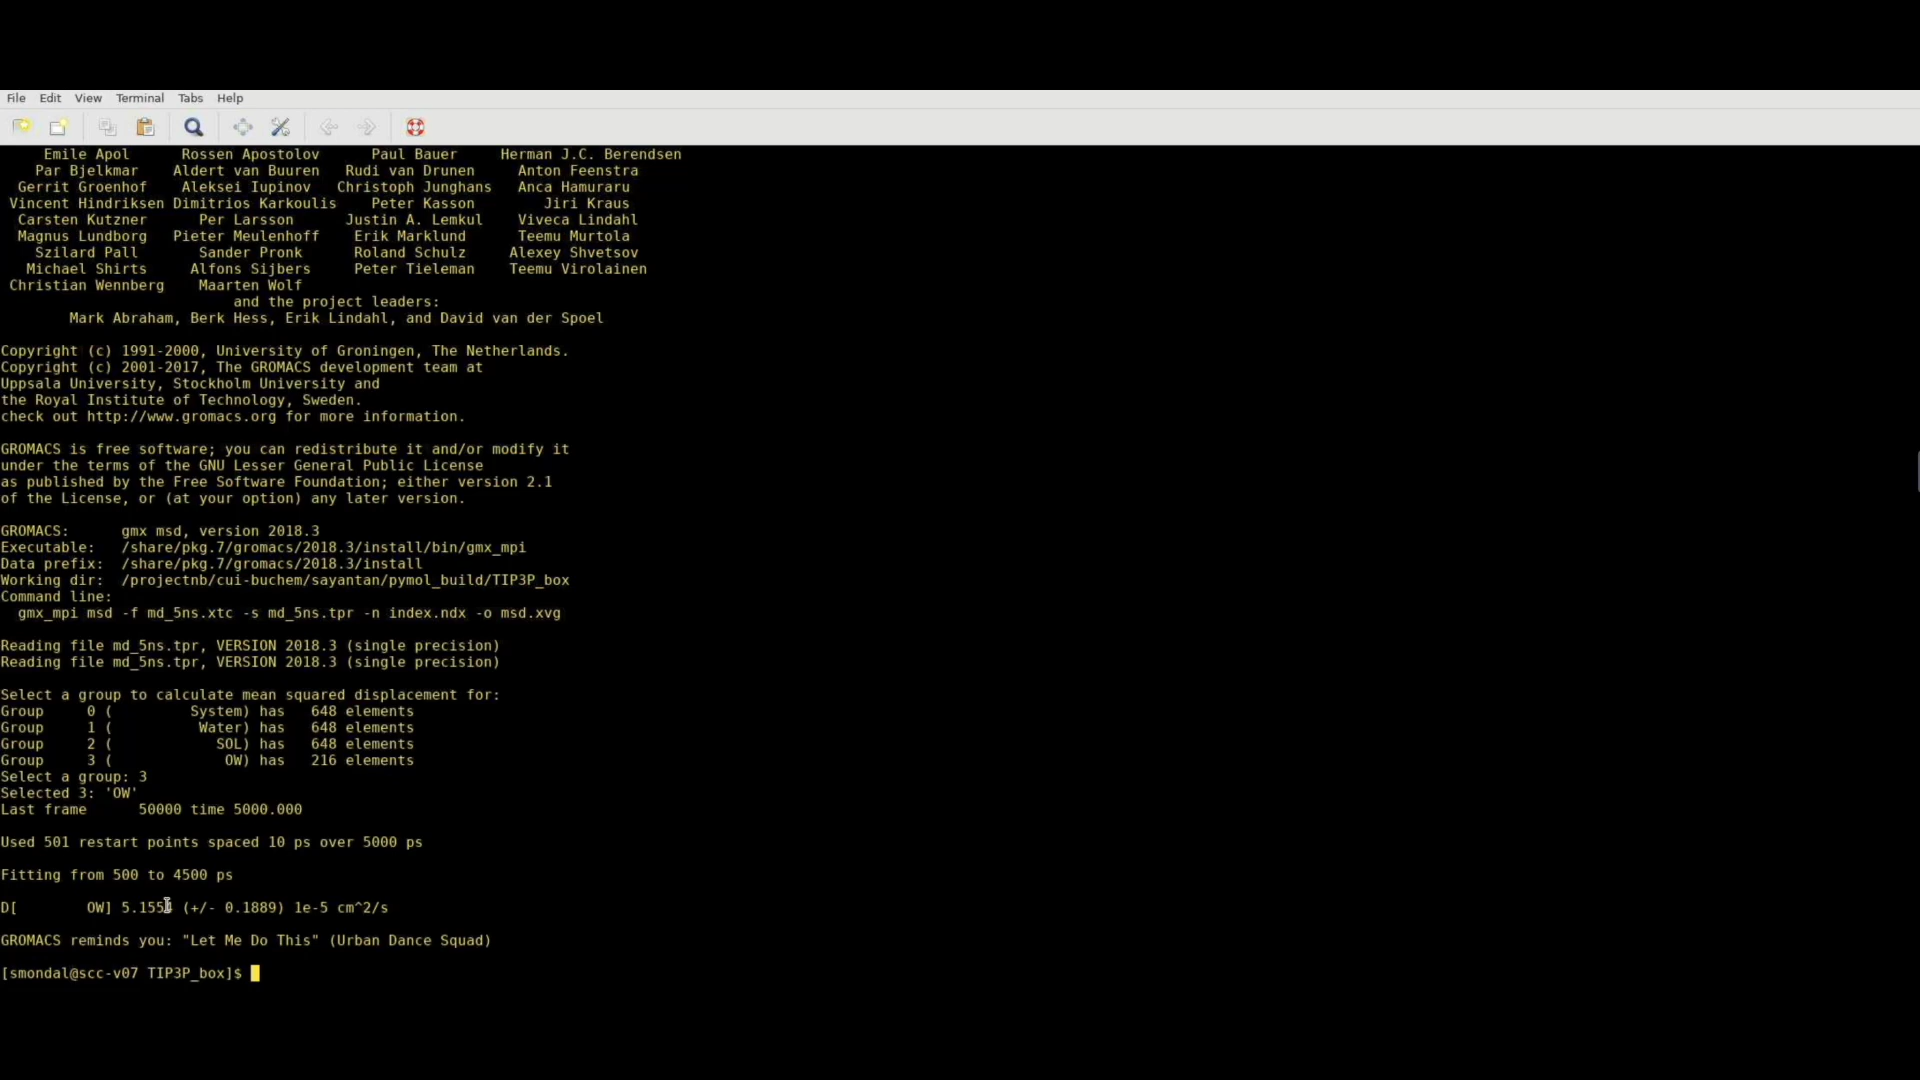 File Edit View Terminal Tabs Help
Emile Apol Rossen Apostolov Paul Bauer Herman J.C. Berendsen
Par Bjelkmar Aldert van Buuren Rudi van Drunen Anton Feenstra
Gerrit Groenhof Aleksei Iupinov Christoph Junghans Anca Hamuraru
Vincent Hindriksen Dimitrios Karkoulis Peter Kasson Jiri Kraus
Carsten Kutzner Per Larsson Justin A. Lemkul Viveca Lindahl
Magnus Lundborg Pieter Meulenhoff Erik Marklund Teemu Murtola
Szilard Pall Sander Pronk Roland Schulz Alexey Shvetsov
Michael Shirts Alfons Sijbers Peter Tieleman Teemu Virolainen
Christian Wennberg Maarten Wolf
and the project leaders:
Mark Abraham, Berk Hess, Erik Lindahl, and David van der Spoel
Copyright (c) 1991-2000, University of Groningen, The Netherlands.
Copyright (c) 2001-2017, The GROMACS development team at
Uppsala University, Stockholm University and
the Royal Institute of Technology, Sweden.
check out http://www.gromacs.org for more information.
GROMACS is free software; you can redistribute it and/or modify it
under the terms of the GNU Lesser General Public License
as published by the Free Software Foundation; either version 2.1
of the License, or (at your option) any later version.
GROMACS: gmx msd, version 2018.3
Executable: /share/pkg.7/gromacs/2018.3/install/bin/gmx_mpi
Data prefix: /share/pkg.7/gromacs/2018.3/install
Working dir: /projectnb/cui-buchem/sayantan/pymol_build/TIP3P_box
Command line:
gmx_mpi msd -f md_5ns.xtc -s md_5ns.tpr -n index.ndx -o msd.xvg
Reading file md_5ns.tpr, VERSION 2018.3 (single precision)
Reading file md_5ns.tpr, VERSION 2018.3 (single precision)
Select a group to calculate mean squared displacement for:
Group 0 ( System) has 648 elements
Group 1 ( Water) has 648 elements
Group 2 ( SOL) has 648 elements
Group 3 ( OW) has 216 elements
Select a group: 3
Selected 3: 'OW'
Last frame 50000 time 5000.000
Used 501 restart points spaced 10 ps over 5000 ps
Fitting from 500 to 4500 ps
D[ OW] (+/- 0.1889) 1e-5 cm^2/s
GROMACS reminds you: "Let Me Do This" (Urban Dance Squad)
[smondal@scc-v07 TIP3P_box]$